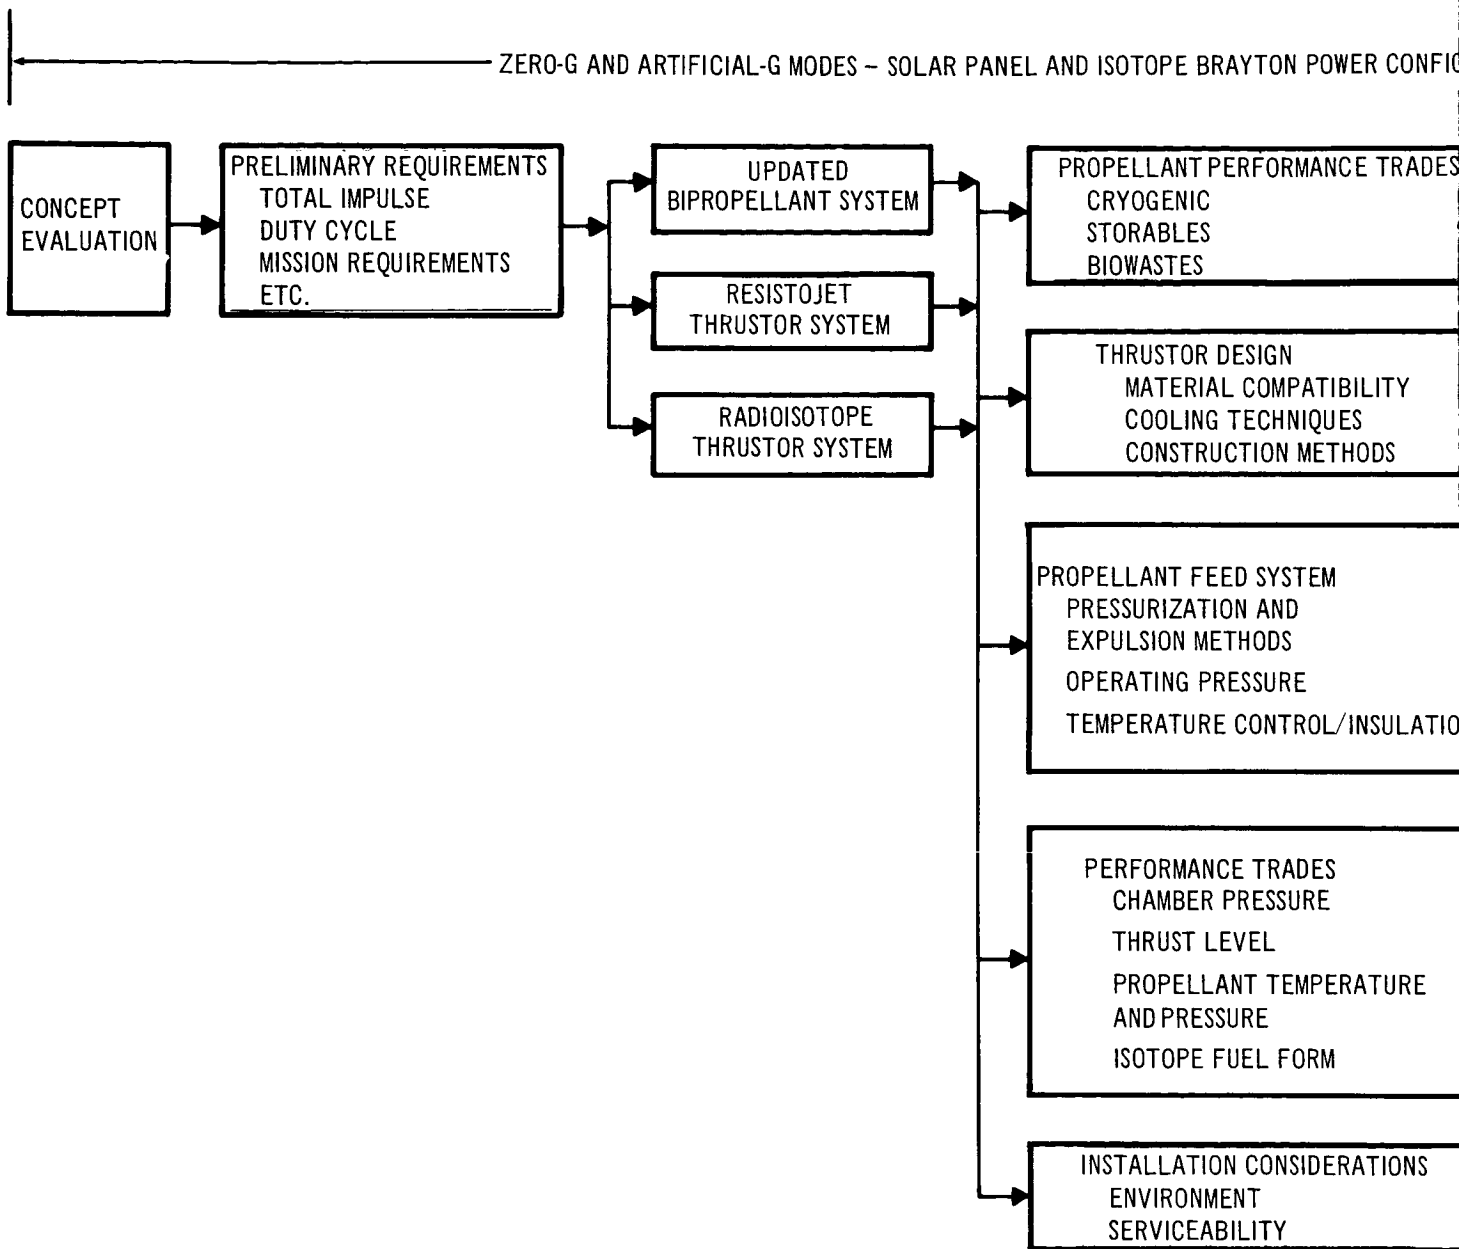 ZERO-G AND ARTIFICIAL-G MODES – SOLAR PANEL AND ISOTOPE BRAYTON POWER
CONCEPT
EVALUATION
PRELIMINARY REQUIREMENTS
TOTAL IMPULSE
DUTY CYCLE
MISSION REQUIREMENTS
ETC.
UPDATED
BIPROPELLANT SYSTEM
RESISTOJET
THRUSTOR SYSTEM
RADIOISOTOPE
THRUSTOR SYSTEM
PROPELLANT PERFORMANCE TRADES
CRYOGENIC
STORABLES
BIOWASTES
THRUSTOR DESIGN
MATERIAL COMPATIBILITY
COOLING TECHNIQUES
CONSTRUCTION METHODS
PROPELLANT FEED SYSTEM
PRESSURIZATION AND
EXPULSION METHODS
OPERATING PRESSURE
TEMPERATURE CONTROL/INSULATIO
PERFORMANCE TRADES
CHAMBER PRESSURE
THRUST LEVEL
PROPELLANT TEMPERATURE
AND PRESSURE
ISOTOPE FUEL FORM
INSTALLATION CONSIDERATIONS
ENVIRONMENT
SERVICEABILITY